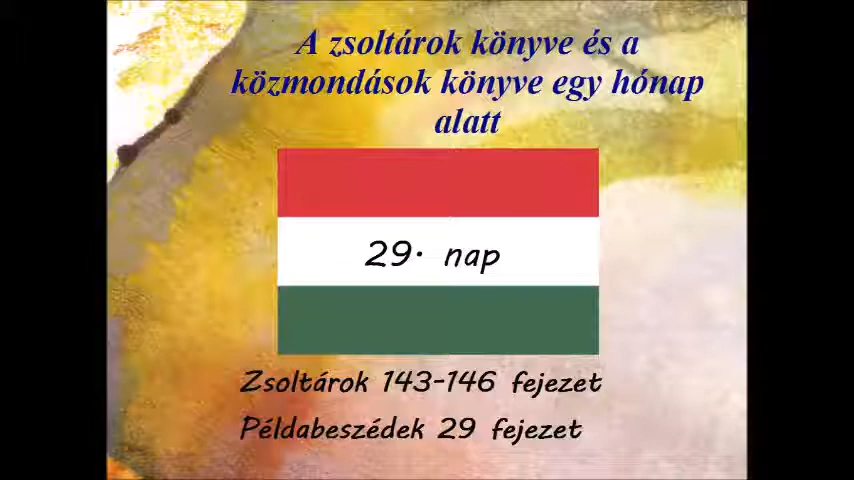 A zsoltárok könyve és a
közmondások könyve egy hónap
alatt
29. nap
Zsoltárok 143-146 fejezet
Példabeszédek 29 fejezet